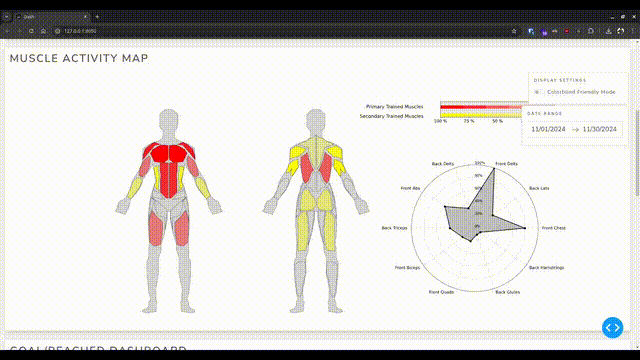 Dash
127.0.0.1:8050
MUSCLE ACTIVITY MAP
DISPLAY SETTINGS
Colorblind Friendly Mode
Primary Trained Muscles
Secondary Trained Muscles
100 % 75 % 50 %
DATE RANGE
11/01/2024 → 11/30/2024
100%
Back Delts Front Delts
Front Abs Back Lats
Back Triceps Front Chest
Front Biceps Back Hamstrings
Front Quads Back Glutes
GOAL/REACHED DASHBOARD